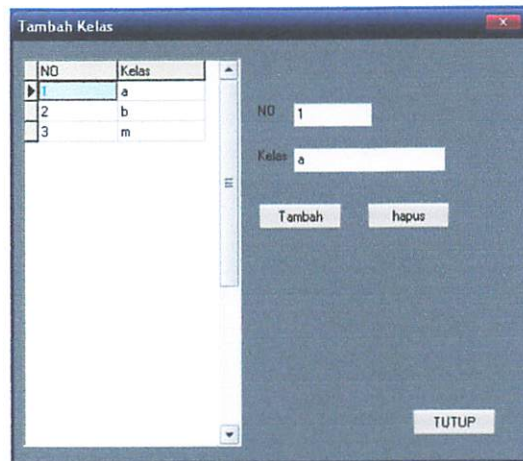 Tambah Kelas
NO Kelas
1 a
2 b
3 m
NO 1
Kelas a
Tambah hapus
TUTUP